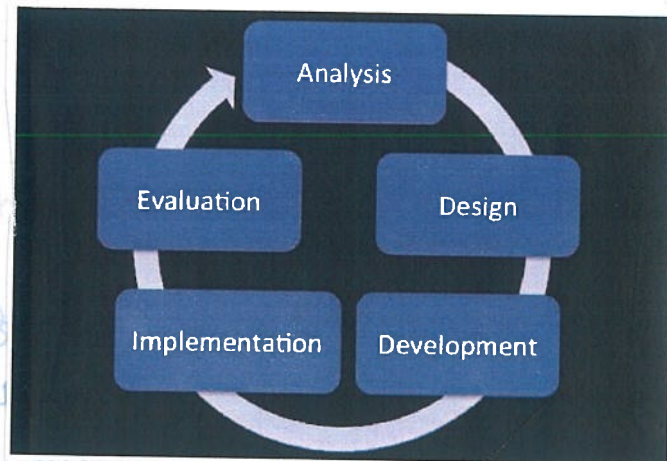 Analysis
Design
Development
Implementation
Evaluation